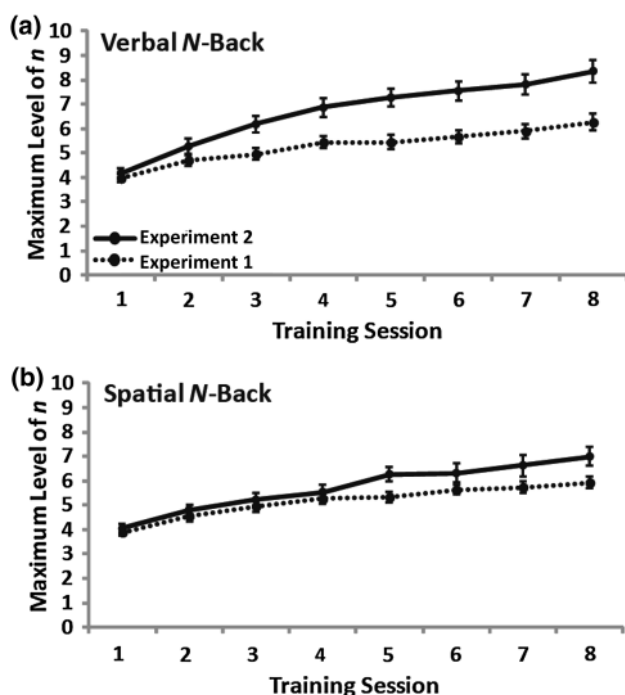 (a)
Verbal N-Back
Maximum Level of n
10
9
8
7
6
5
4
3
2
1
0
Experiment 2
Experiment 1
1 2 3 4 5 6 7 8
Training Session
(b)
Spatial N-Back
Maximum Level of n
10
9
8
7
6
5
4
3
2
1
0
1 2 3 4 5 6 7 8
Training Session